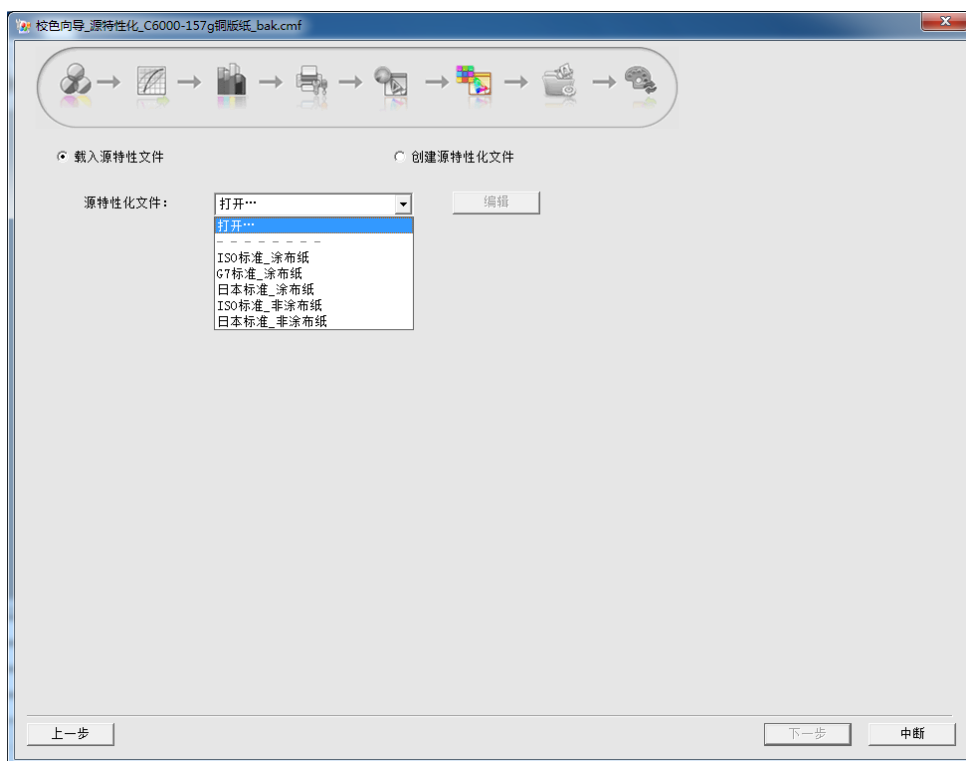 校色向导_源特性化_C6000-157g铜版纸_bak.cmf
载入源特性文件 创建源特性化文件
源特性化文件: 打开… 编辑
打开…
- - - - - - - -
ISO标准_涂布纸
G7标准_涂布纸
日本标准_涂布纸
ISO标准_非涂布纸
日本标准_非涂布纸
上一步 下一步 中断